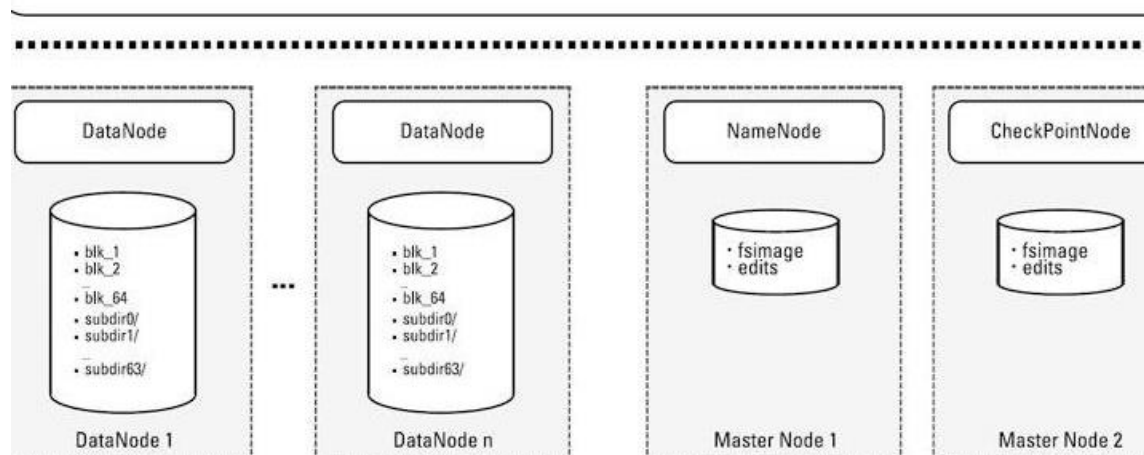 DataNode
• blk_1
• blk_2
...
• blk_64
• subdir0/
• subdir1/
...
• subdir63/
DataNode 1
...
DataNode
• blk_1
• blk_2
...
• blk_64
• subdir0/
• subdir1/
...
• subdir63/
DataNode n
NameNode
• fsimage
• edits
Master Node 1
CheckPointNode
• fsimage
• edits
Master Node 2